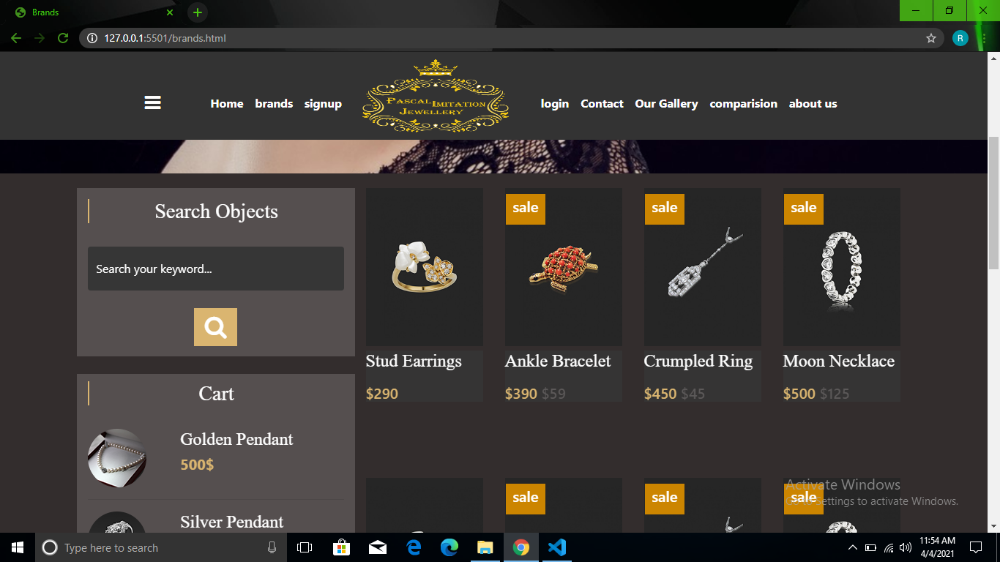 Brands
127.0.0.1:5501/brands.html
R
Home brands signup
Pascal Imitation
Jewellery
login Contact Our Gallery comparision about us
Search Objects
Search your keyword...
sale
sale
sale
Stud Earrings
$290
Ankle Bracelet
$390 $59
Crumpled Ring
$450 $45
Moon Necklace
$500 $125
Cart
Golden Pendant
500$
Silver Pendant
sale
sale
sale
Activate Windows
Go to Settings to activate Windows.
Type here to search
11:54 AM
4/4/2021